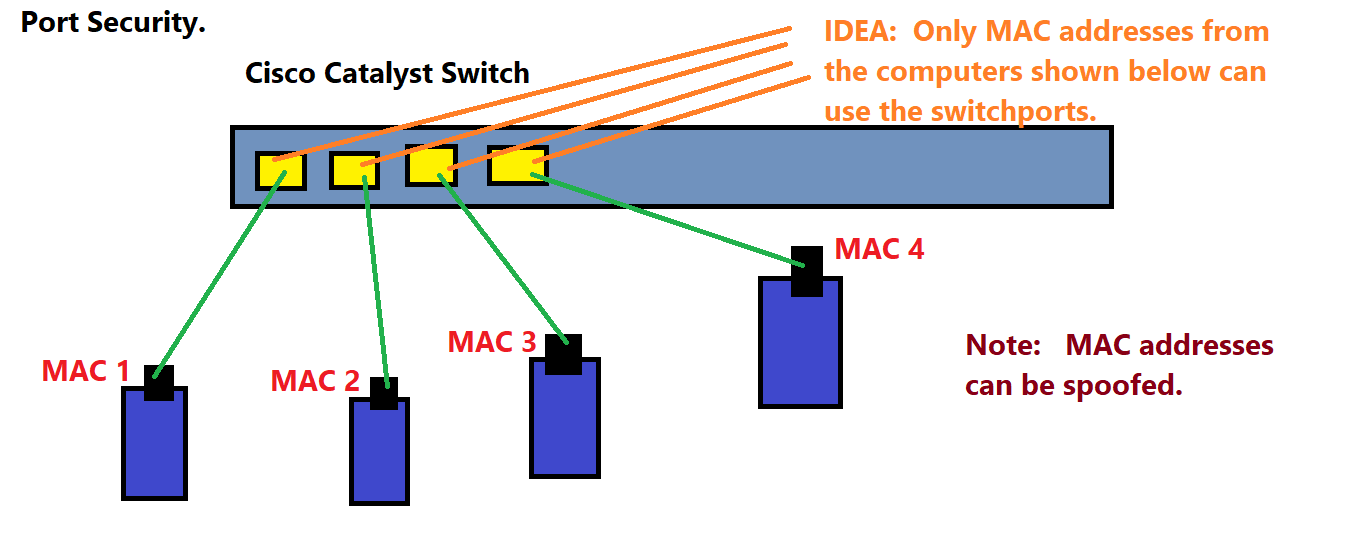 Port Security.
Cisco Catalyst Switch
IDEA:  Only MAC addresses from
the computers shown below can
use the switchports.
MAC 4
MAC 3
MAC 1
MAC 2
Note:   MAC addresses
can be spoofed.